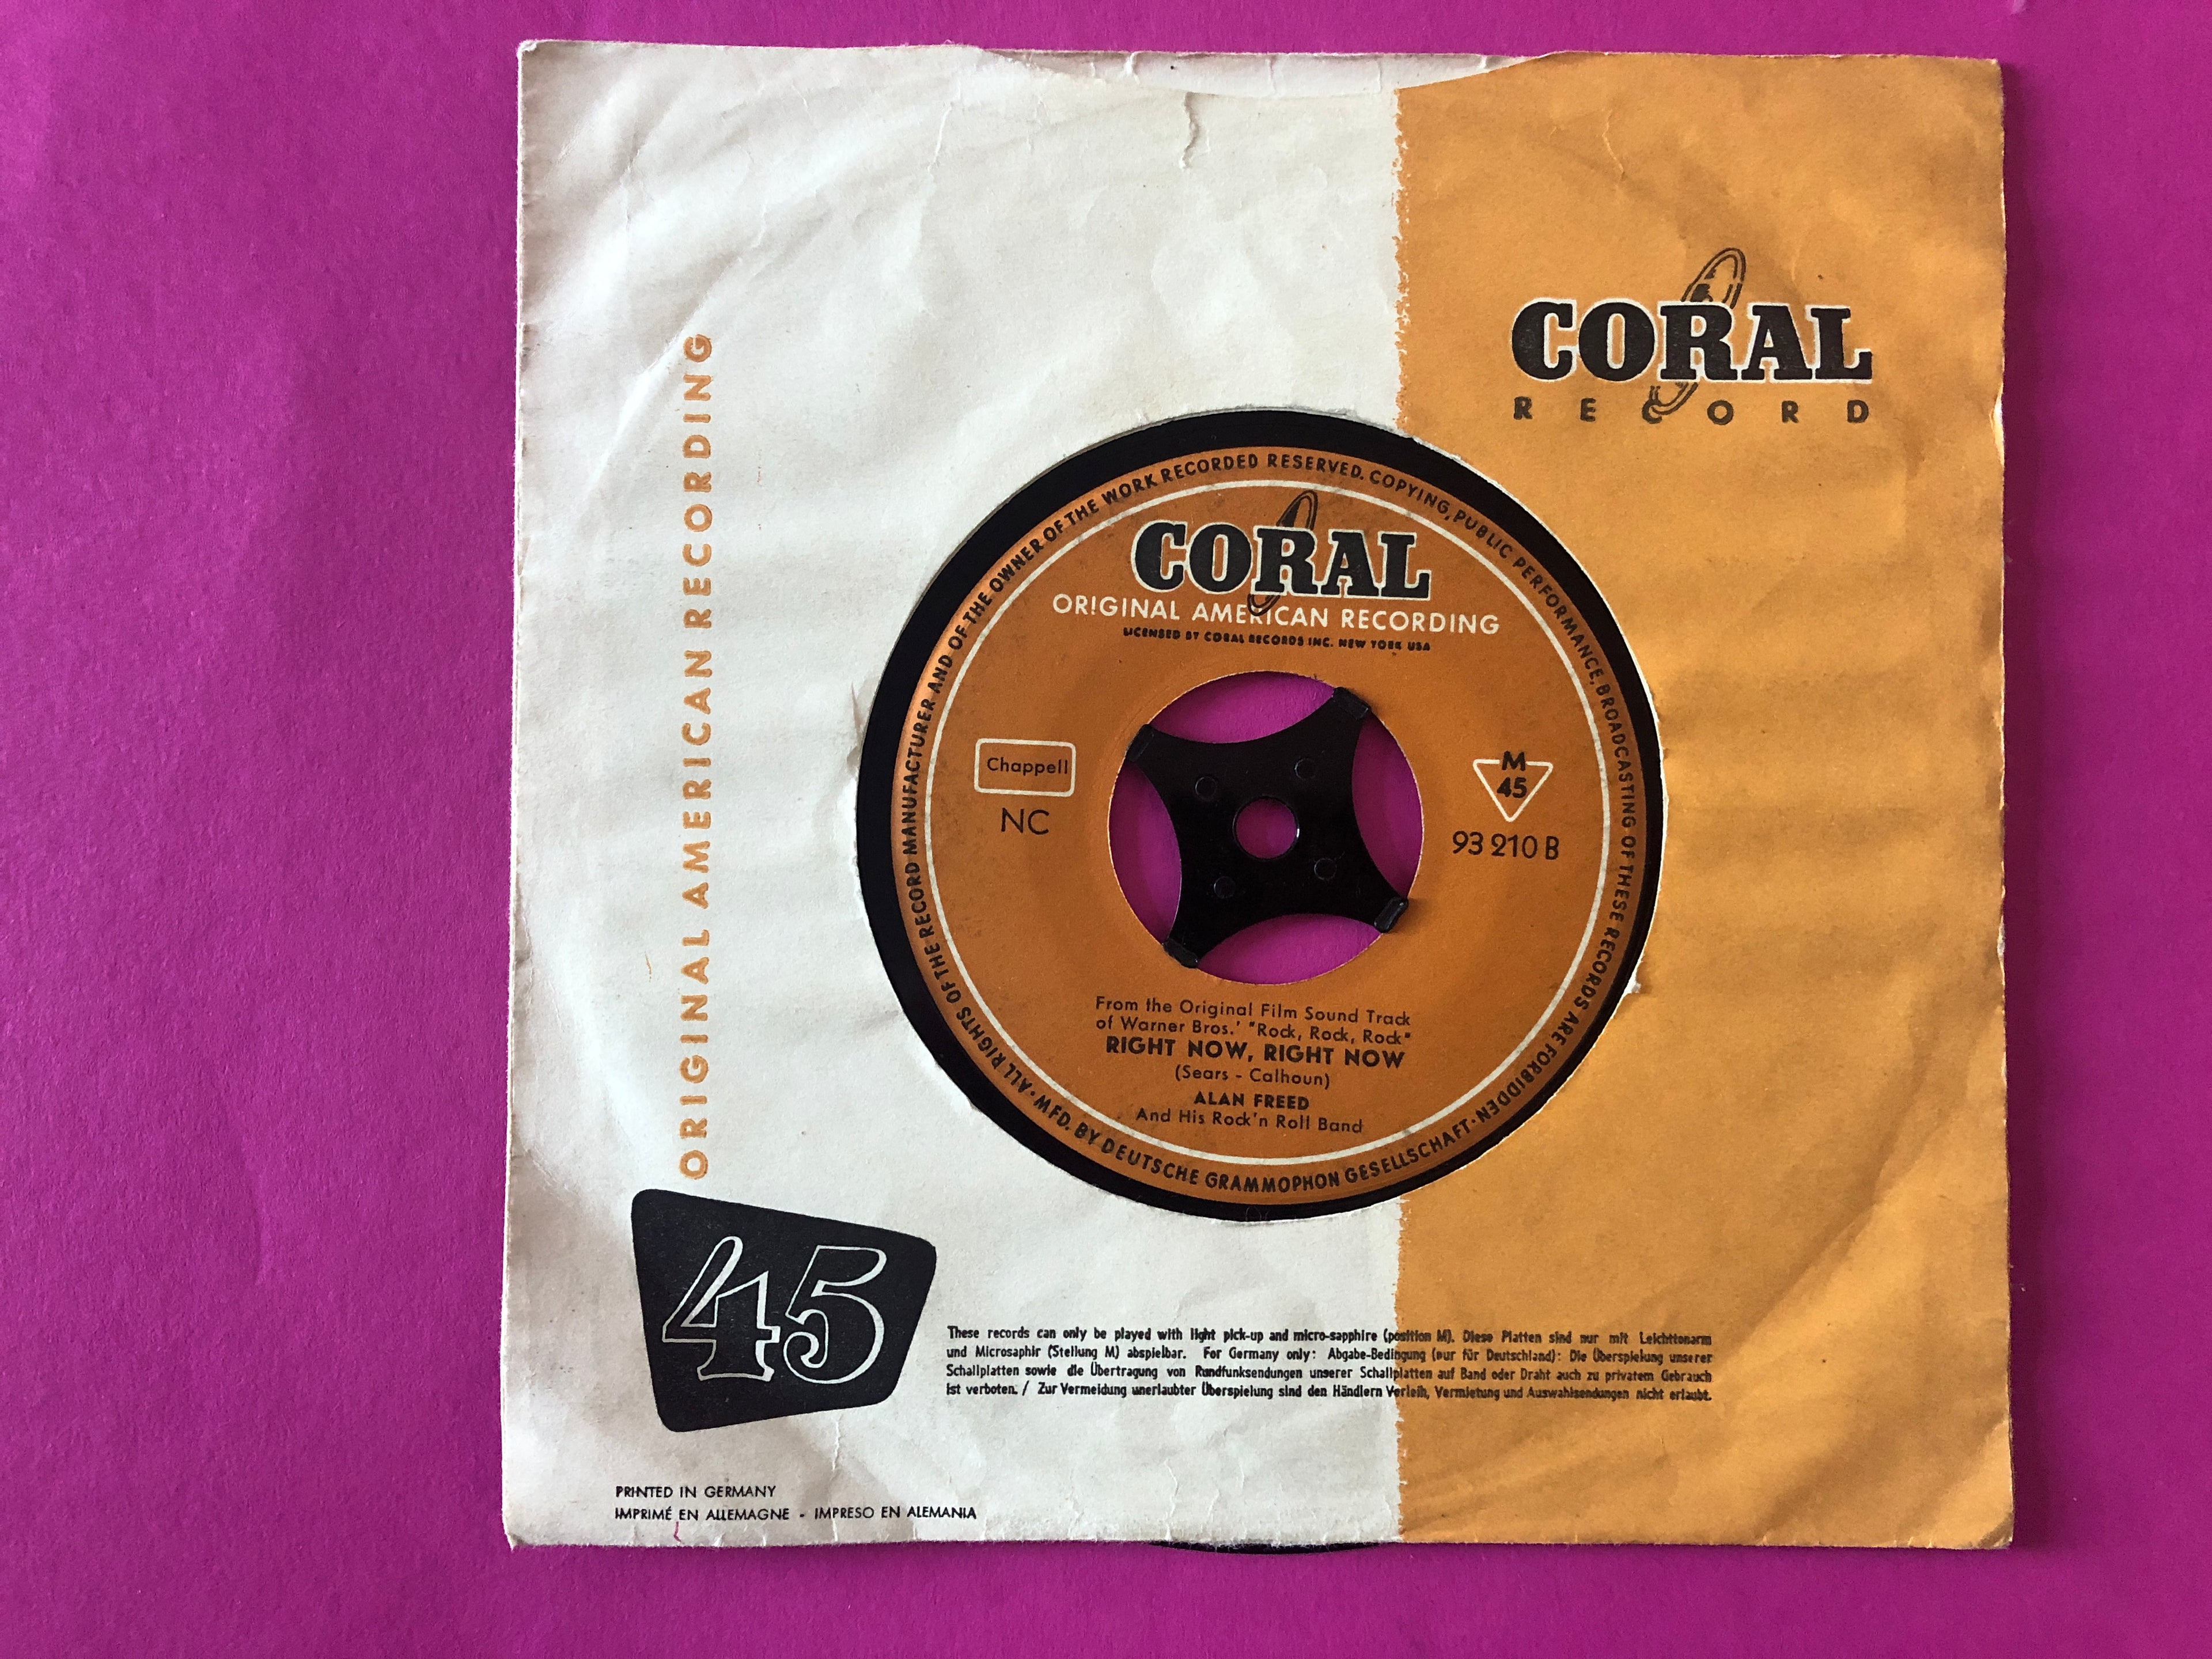 CORAL
RECORD
ORIGINAL AMERICAN RECORDING
ALL RIGHTS OF THE RECORD MANUFACTURER AND OF THE OWNER OF THE WORK RECORDED RESERVED. COPYING, PUBLIC PERFORMANCE, BROADCASTING OF THESE RECORDS ARE FORBIDDEN · MFD. BY DEUTSCHE GRAMMOPHON GESELLSCHAFT ·
CORAL
ORIGINAL AMERICAN RECORDING
LICENSED BY CORAL RECORDS INC. NEW YORK USA
Chappell
NC
M
45
93 210 B
From the Original Film Sound Track
of Warner Bros.' "Rock, Rock, Rock"
RIGHT NOW, RIGHT NOW
(Sears - Calhoun)
ALAN FREED
And His Rock'n Roll Band
45
These records can only be played with light pick-up and micro-sapphire (position M). Diese Platten sind nur mit Leichttonarm
und Microsaphir (Stellung M) abspielbar. For Germany only: Abgabe-Bedingung (nur für Deutschland): Die Überspielung unserer
Schallplatten sowie die Übertragung von Rundfunksendungen unserer Schallplatten auf Band oder Draht auch zu privatem Gebrauch
ist verboten. / Zur Vermeidung unerlaubter Überspielung sind den Händlern Verleih, Vermietung und Auswahlsendungen nicht erlaubt.
PRINTED IN GERMANY
IMPRIMÉ EN ALLEMAGNE - IMPRESO EN ALEMANIA